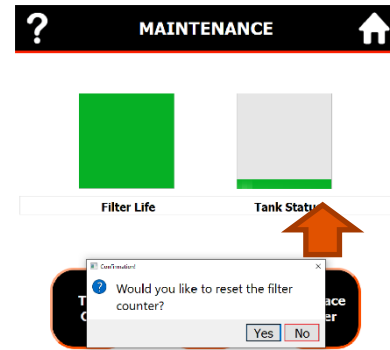 ? MAINTENANCE
Filter Life
Tank Status
Confirmation!
Would you like to reset the filter
counter?
Yes No